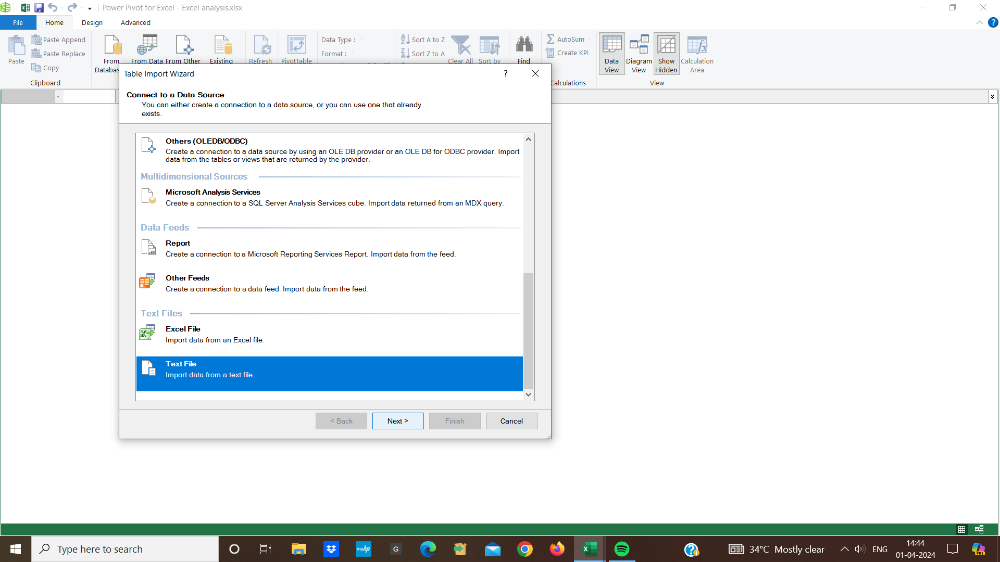 Power Pivot for Excel - Excel analysis.xlsx
File Home Design Advanced
?
Paste
Paste Append
Paste Replace
Copy
Clipboard
From
Databas
From Data
From Other
Existing
Refresh
PivotTable
Data Type :
Format :
Sort A to Z
Sort Z to A
Clear All
Sort by
Find
AutoSum
Create KPI
Calculations
Data
View
Diagram
View
Show
Hidden
Calculation
Area
View
Table Import Wizard
?
Connect to a Data Source
You can either create a connection to a data source, or you can use one that already
exists.
Others (OLEDB/ODBC)
Create a connection to a data source by using an OLE DB provider or an OLE DB for ODBC provider. Import
data from the tables or views that are returned by the provider.
Multidimensional Sources
Microsoft Analysis Services
Create a connection to a SQL Server Analysis Services cube. Import data returned from an MDX query.
Data Feeds
Report
Create a connection to a Microsoft Reporting Services Report. Import data from the feed.
Other Feeds
Create a connection to a data feed. Import data from the feed.
Text Files
Excel File
Import data from an Excel file.
Text File
Import data from a text file.
< Back Next > Finish Cancel
Type here to search
myhp
G
34°C Mostly clear
ENG
14:44
01-04-2024
PRE